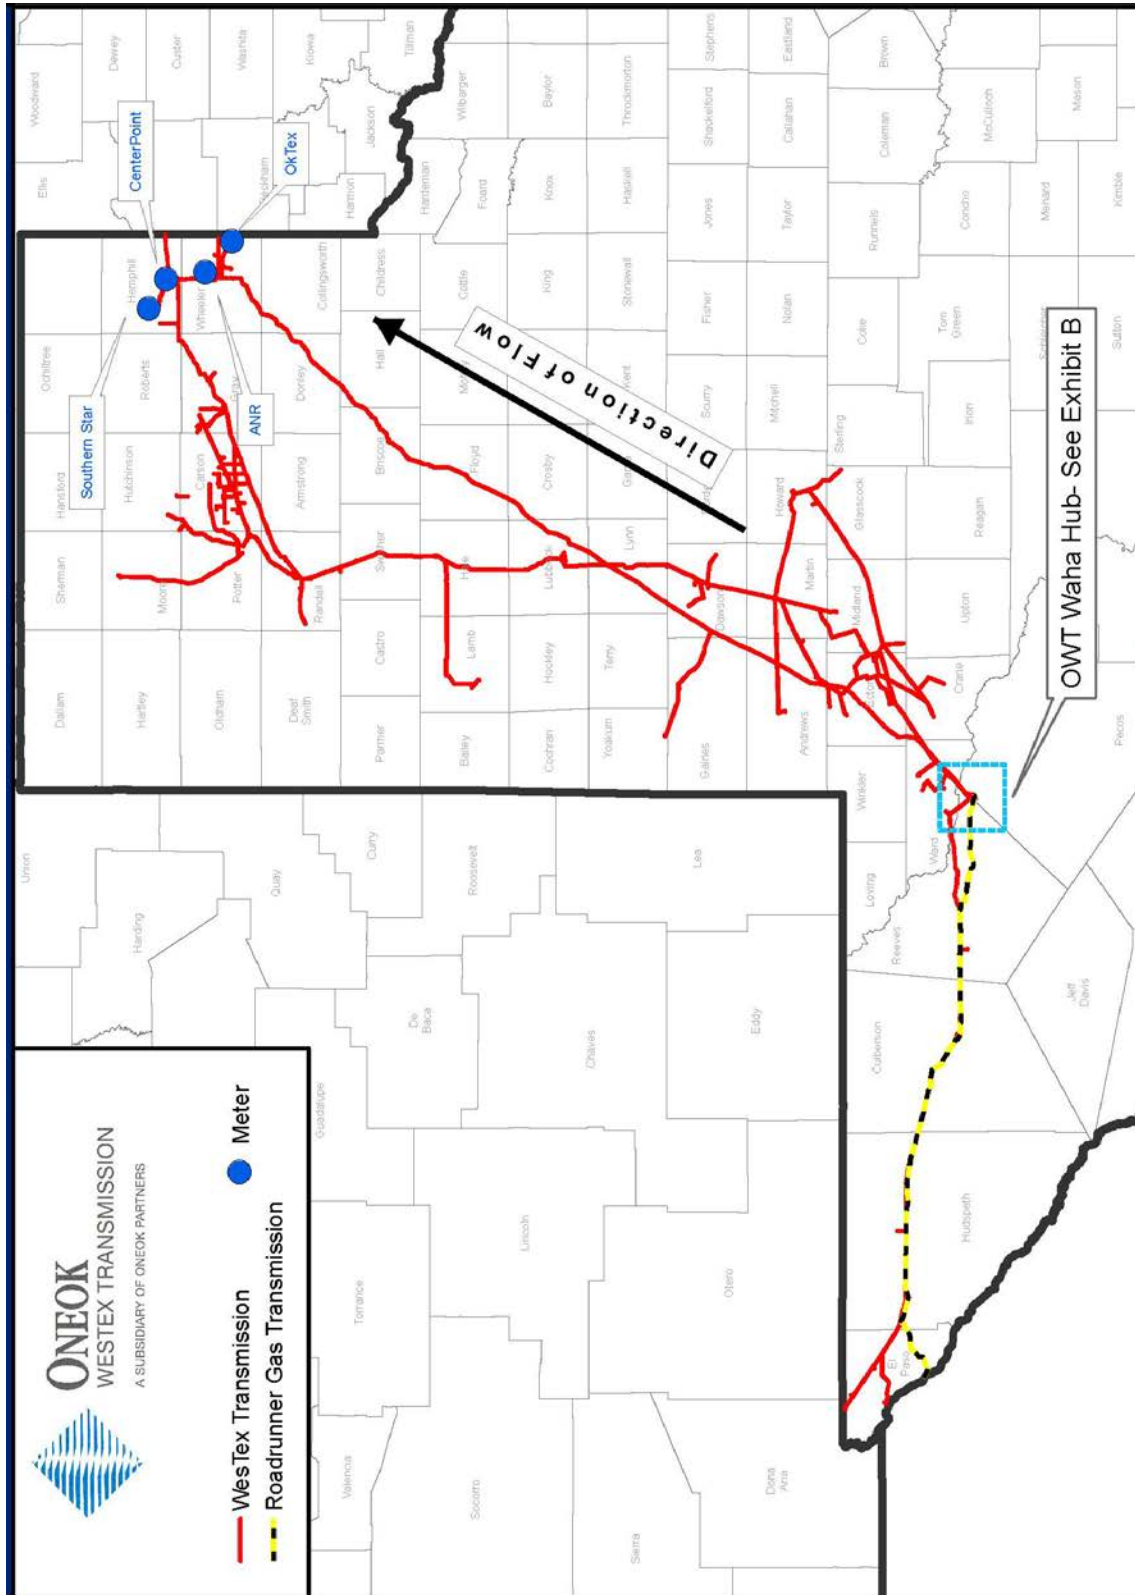 ONEOK
WESTEX TRANSMISSION
A SUBSIDIARY OF ONEOK PARTNERS
WesTex Transmission
Meter
Roadrunner Gas Transmission
Southern Star
CenterPoint
ANR
OkTex
Direction of Flow
OWT Waha Hub- See Exhibit B
Union
Harding
Quay
Curry
Roosevelt
Guadalupe
De
Baca
Chaves
Lea
Eddy
Torrance
Lincoln
Otero
Valencia
Socorro
Sierra
Dona
Ana
Dallam
Sherman
Hansford
Ochiltree
Hartley
Moore
Hutchinson
Roberts
Hemphill
Oldham
Potter
Carson
Gray
Wheeler
Deaf
Smith
Randall
Armstrong
Donley
Collingsworth
Parmer
Castro
Swisher
Briscoe
Hall
Childress
Bailey
Lamb
Hale
Floyd
Cottle
Cochran
Hockley
Lubbock
Crosby
King
Yoakum
Terry
Lynn
Kent
Stonewall
Gaines
Dawson
Scurry
Fisher
Jones
Andrews
Martin
Howard
Mitchell
Nolan
Taylor
Winkler
Ector
Midland
Glasscock
Sterling
Coke
Runnels
Loving
Ward
Crane
Upton
Reagan
Irion
Tom
Green
Concho
Reeves
Culberson
Hudspeth
El
Paso
Jeff
Davis
Pecos
Schleicher
Sutton
Menard
Kimble
Woodward
Dewey
Custer
Washita
Kiowa
Tillman
Ellis
Harmon
Jackson
Foard
Wilbarger
Knox
Baylor
Haskell
Throckmorton
Shackelford
Stephens
Callahan
Eastland
Coleman
Brown
McCulloch
Mason